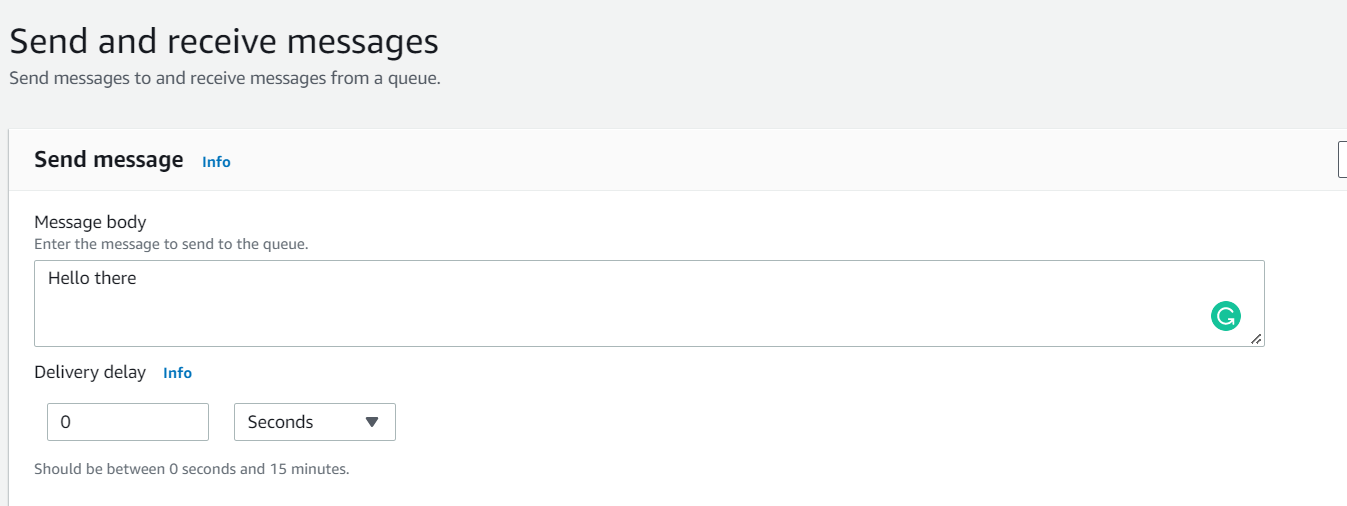 Send and receive messages
Send messages to and receive messages from a queue.
Send message Info
Message body
Enter the message to send to the queue.
Hello there
Delivery delay Info
0 Seconds
Should be between 0 seconds and 15 minutes.